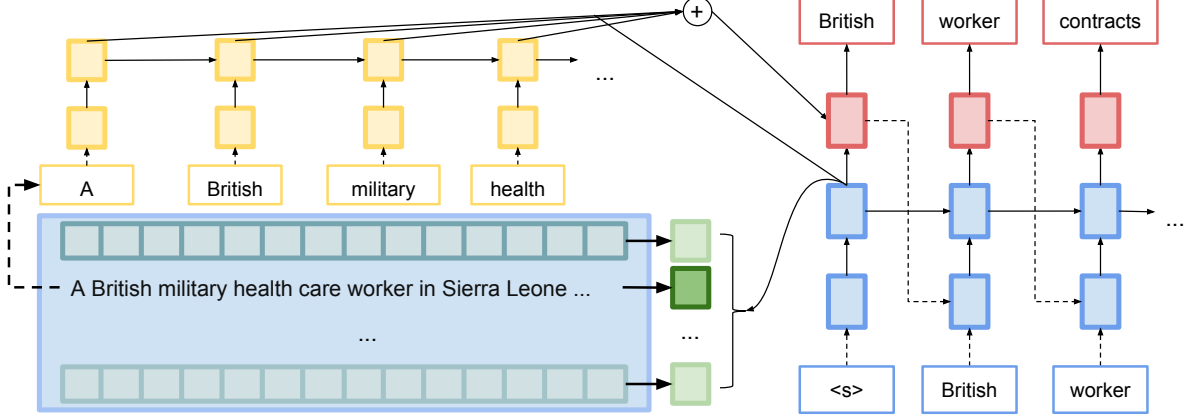 +
British worker contracts
...
A British military health
A British military health care worker in Sierra Leone ...
...
...
...
<s> British worker